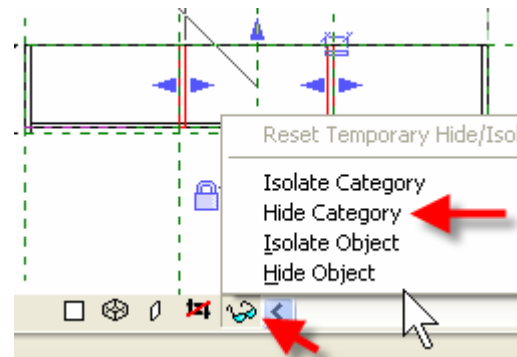 Reset Temporary Hide/Iso
Isolate Category
Hide Category
Isolate Object
Hide Object